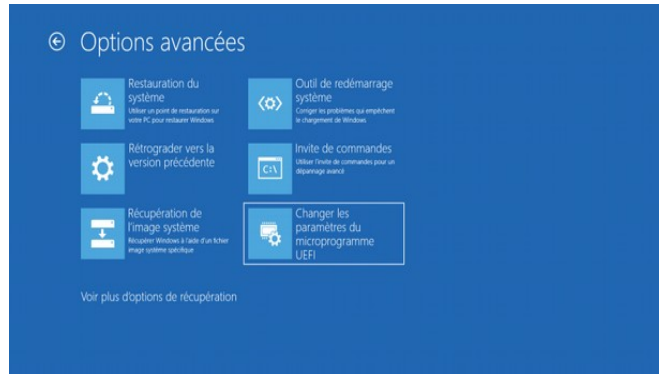 Options avancées
Restauration du
système
Utiliser un point de restauration sur
votre PC pour restaurer Windows
Outil de redémarrage
système
Corriger les problèmes qui empêchent
le chargement de Windows
Rétrograder vers la
version précédente
Invite de commandes
Utiliser l'invite de commandes pour un
dépannage avancé
C:\
Récupération de
l'image système
Récupérer Windows à l'aide d'un fichier
image système spécifique
Changer les
paramètres du
microprogramme
UEFI
Voir plus d'options de récupération